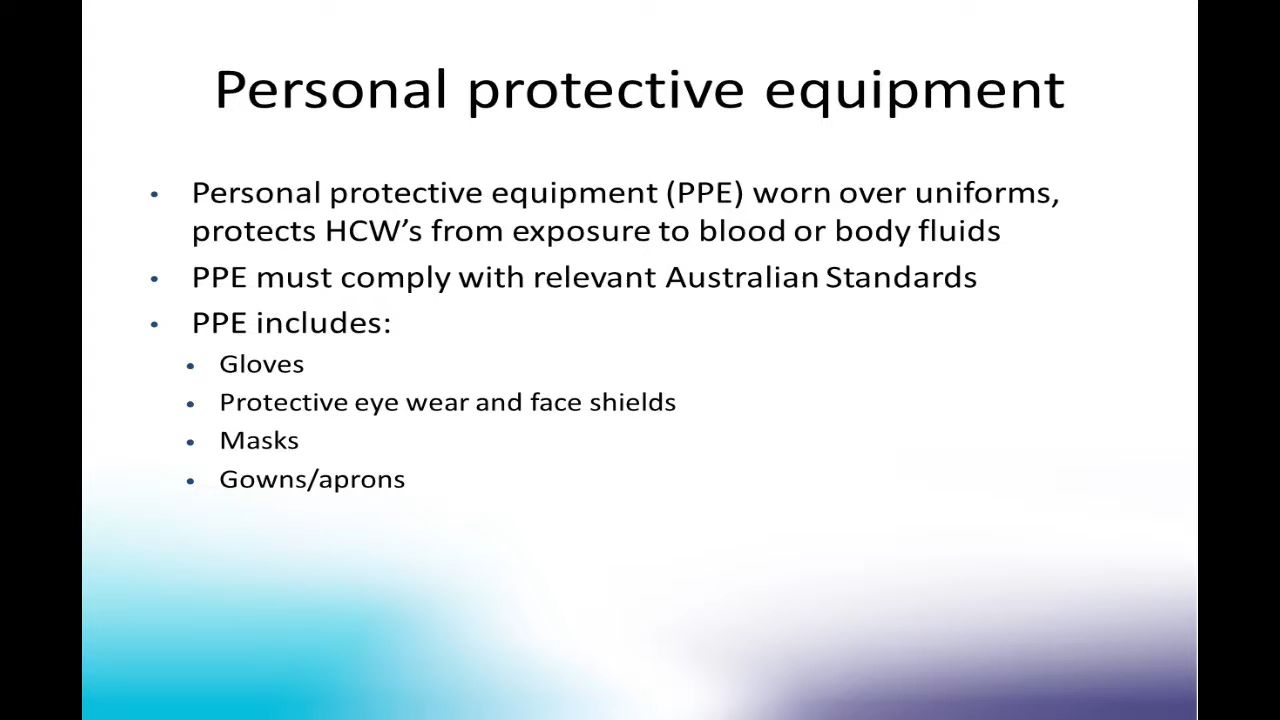 Personal protective equipment
• Personal protective equipment (PPE) worn over uniforms,
protects HCW’s from exposure to blood or body fluids
• PPE must comply with relevant Australian Standards
• PPE includes:
• Gloves
• Protective eye wear and face shields
• Masks
• Gowns/aprons